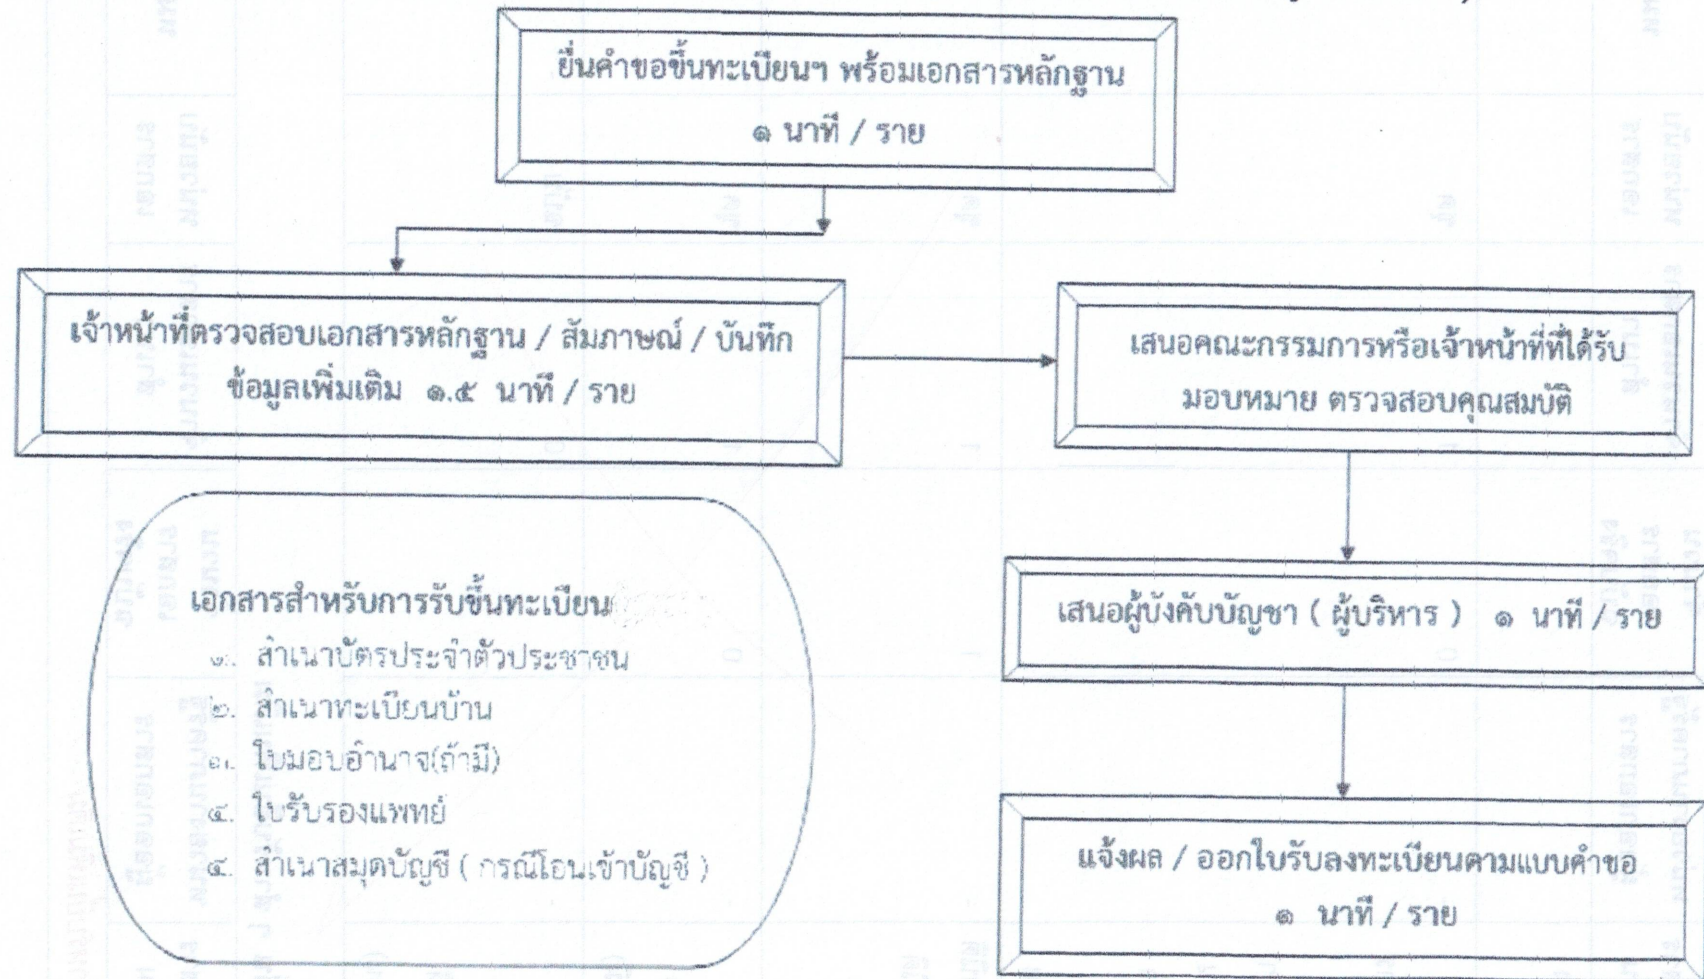 ยื่นคำขอขึ้นทะเบียนฯ พร้อมเอกสารหลักฐาน
๑ นาที / ราย
เจ้าหน้าที่ตรวจสอบเอกสารหลักฐาน / สัมภาษณ์ / บันทึก
ข้อมูลเพิ่มเติม ๑.๕ นาที / ราย
เสนอคณะกรรมการหรือเจ้าหน้าที่ที่ได้รับ
มอบหมาย ตรวจสอบคุณสมบัติ
เสนอผู้บังคับบัญชา ( ผู้บริหาร ) ๑ นาที / ราย
แจ้งผล / ออกใบรับลงทะเบียนตามแบบคำขอ
๑ นาที / ราย
เอกสารสำหรับการรับขึ้นทะเบียน
๑. สำเนาบัตรประจำตัวประชาชน
๒. สำเนาทะเบียนบ้าน
๓. ใบมอบอำนาจ(ถ้ามี)
๔. ใบรับรองแพทย์
๔. สำเนาสมุดบัญชี ( กรณีโอนเข้าบัญชี )